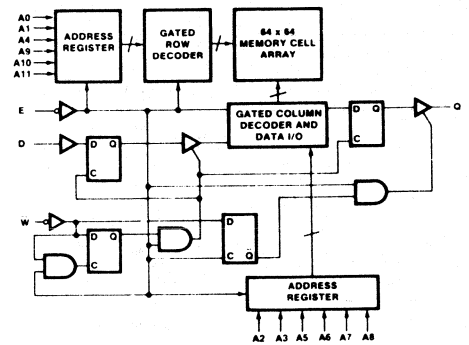 A0
A1
A4
A9
A10
A11
ADDRESS
REGISTER
GATED
ROW
DECODER
64 x 64
MEMORY CELL
ARRAY
E
GATED COLUMN
DECODER AND
DATA I/O
D Q
C
Q
D
D Q
C
W
D Q
C
D
C Q
ADDRESS
REGISTER
A2 A3 A5 A6 A7 A8